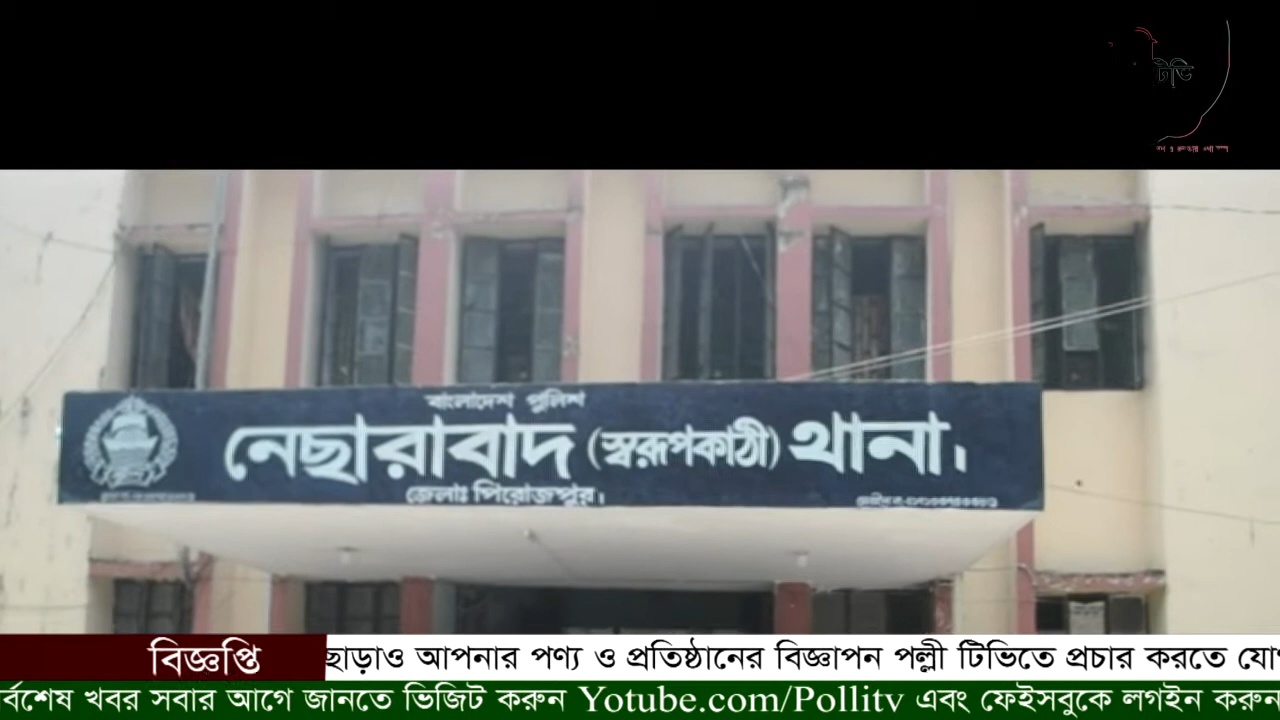 টিভি
বাংলাদেশ পুলিশ
নেছারাবাদ (স্বরূপকাঠী) থানা।
জেলাঃ পিরোজপুর।
বিজ্ঞপ্তি
ছাড়াও আপনার পণ্য ও প্রতিষ্ঠানের বিজ্ঞাপন পল্লী টিভিতে প্রচার করতে যো
র্বশেষ খবর সবার আগে জানতে ভিজিট করুন Yotube.com/Pollitv এবং ফেইসবুকে লগইন করুন